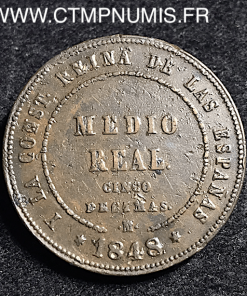 WWW.CTMPNUMIS.FR
Y LA CONST. REINA DE LAS ESPAÑAS
MEDIO
REAL
CINCO
DECIMAS.
M
* 1848 *